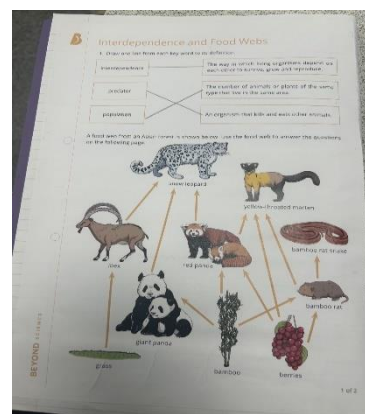 B
Interdependence and Food Webs
1. Draw one line from each key word to its definition.
interdependence
The way in which living organisms depend on
each other to survive, grow and reproduce.
predator
The number of animals or plants of the same
type that live in the same area.
population
An organism that kills and eats other animals.
A food web from an Asian forest is shown below. Use the food web to answer the questions
on the following page.
snow leopard
yellow-throated marten
bamboo rat snake
ibex
red panda
bamboo rat
giant panda
grass
bamboo
berries
BEYOND SCIENCE
1 of 2